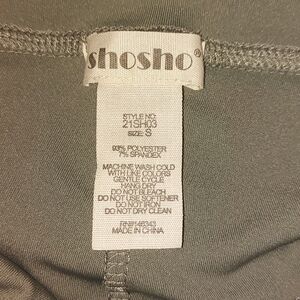 shosho®
STYLE NO:
21SH03
SIZE: S
93% POLYESTER
7% SPANDEX
MACHINE WASH COLD
WITH LIKE COLORS
GENTLE CYCLE
HANG DRY
DO NOT BLEACH
DO NOT USE SOFTENER
DO NOT IRON
DO NOT DRY CLEAN
MADE IN CHINA